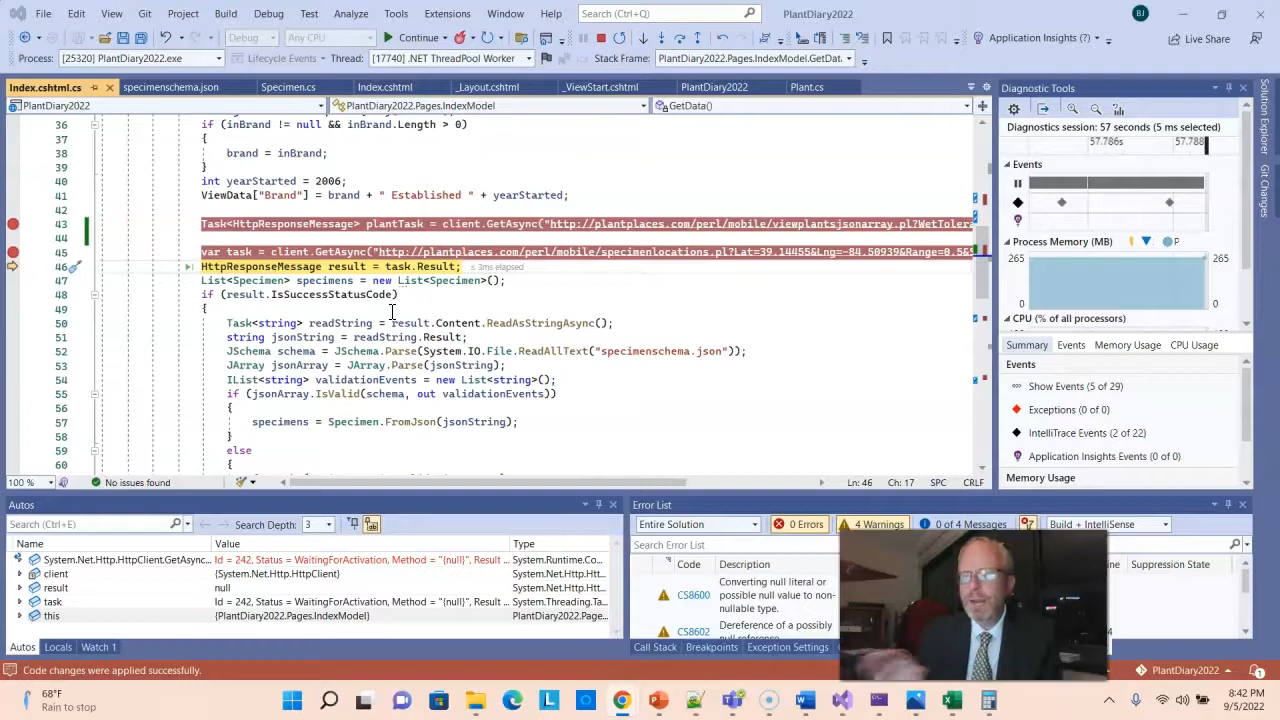 File Edit View Git Project Build Debug Test Analyze Tools Extensions Window Help Search (Ctrl+Q) PlantDiary2022 BJ
Debug Any CPU Continue Application Insights (?) Live Share
Process: [25320] PlantDiary2022.exe Lifecycle Events Thread: [17740] .NET ThreadPool Worker Stack Frame: PlantDiary2022.Pages.IndexModel.GetDat
Index.cshtml.cs specimenschema.json Specimen.cs Index.cshtml _Layout.cshtml _ViewStart.cshtml PlantDiary2022 Plant.cs
PlantDiary2022 PlantDiary2022.Pages.IndexModel GetData()
36 if (inBrand != null && inBrand.Length > 0)
37 {
38 brand = inBrand;
39 }
40 int yearStarted = 2006;
41 ViewData["Brand"] = brand + " Established " + yearStarted;
42
43 Task<HttpResponseMessage> plantTask = client.GetAsync("http://plantplaces.com/perl/mobile/viewplantsjsonarray.pl?WetToler
44
45 var task = client.GetAsync("http://plantplaces.com/perl/mobile/specimenlocations.pl?Lat=39.14455&Lng=-84.50939&Range=0.5&S
46 HttpResponseMessage result = task.Result; ≤ 3ms elapsed
47 List<Specimen> specimens = new List<Specimen>();
48 if (result.IsSuccessStatusCode)
49 {
50 Task<string> readString = result.Content.ReadAsStringAsync();
51 string jsonString = readString.Result;
52 JSchema schema = JSchema.Parse(System.IO.File.ReadAllText("specimenschema.json"));
53 JArray jsonArray = JArray.Parse(jsonString);
54 IList<string> validationEvents = new List<string>();
55 if (jsonArray.IsValid(schema, out validationEvents))
56 {
57 specimens = Specimen.FromJson(jsonString);
58 }
59 else
60 {
100 % No issues found Ln: 46 Ch: 17 SPC CRLF
Diagnostic Tools
Diagnostics session: 57 seconds (5 ms selected)
57.786s 57.788
Events
Process Memory (MB) P
265 265
0 0
CPU (% of all processors)
Summary Events Memory Usage CPU Usage
Events
Show Events (5 of 29)
Exceptions (0 of 0)
IntelliTrace Events (2 of 22)
Application Insights Events (0 of 0)
Memory Usage
Solution Explorer
Git Changes
Autos
Search (Ctrl+E) Search Depth: 3
Name Value Type
System.Net.Http.HttpClient.GetAsync... Id = 242, Status = WaitingForActivation, Method = "{null}", Result ... System.Runtime.Co...
client {System.Net.Http.HttpClient} System.Net.Http.Htt...
result null System.Net.Http.Htt...
task Id = 242, Status = WaitingForActivation, Method = "{null}", Result ... System.Threading.Ta...
this {PlantDiary2022.Pages.IndexModel} PlantDiary2022.Page...
Autos Locals Watch 1
Error List
Entire Solution 0 Errors 4 Warnings 0 of 4 Messages Build + IntelliSense
Search Error List
Code Description Suppression State
CS8600 Converting null literal or
possible null value to non-
nullable type.
CS8602 Dereference of a possibly
null reference.
Call Stack Breakpoints Exception Settings
Code changes were applied successfully. PlantDiary2022
68°F
Rain to stop
8:42 PM
9/5/2022